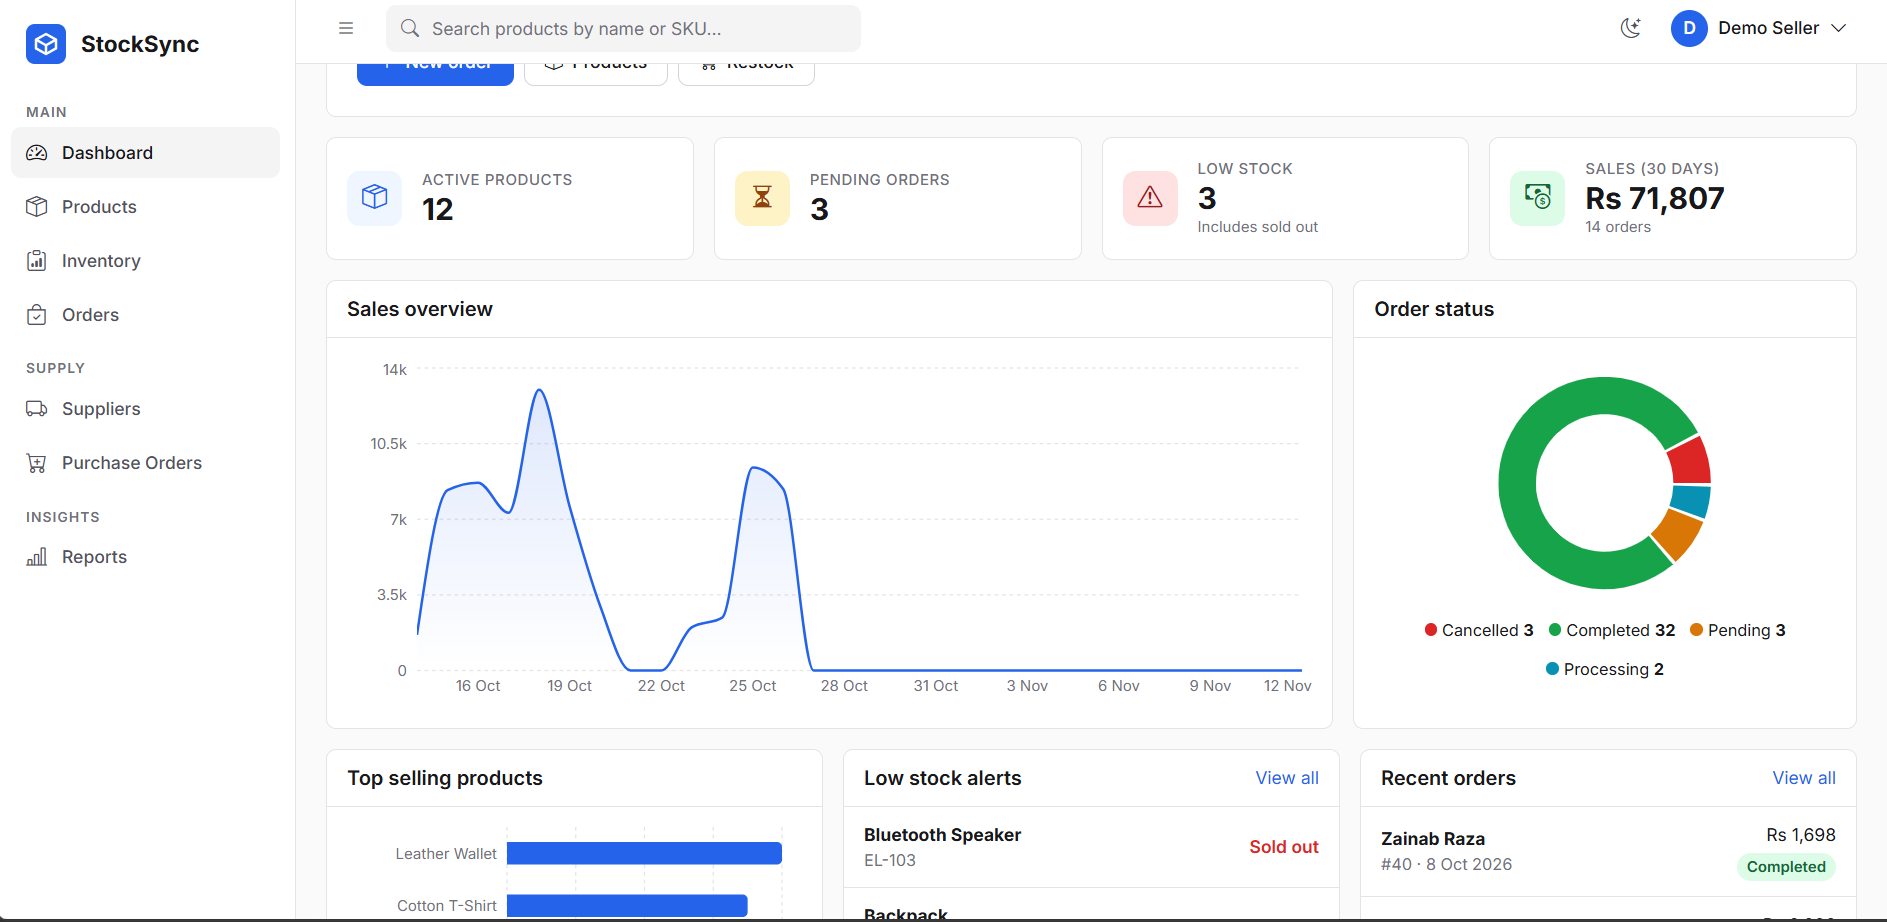 StockSync
Search products by name or SKU...
D Demo Seller
MAIN
Dashboard
Products
Inventory
Orders
SUPPLY
Suppliers
Purchase Orders
INSIGHTS
Reports
New order
Products
Restock
ACTIVE PRODUCTS
12
PENDING ORDERS
3
LOW STOCK
3
Includes sold out
SALES (30 DAYS)
Rs 71,807
14 orders
Sales overview
14k
10.5k
7k
3.5k
0
16 Oct 19 Oct 22 Oct 25 Oct 28 Oct 31 Oct 3 Nov 6 Nov 9 Nov 12 Nov
Order status
Cancelled 3 Completed 32 Pending 3
Processing 2
Top selling products
Leather Wallet
Cotton T-Shirt
Low stock alerts View all
Bluetooth Speaker
EL-103
Sold out
Backpack
Recent orders View all
Zainab Raza
Rs 1,698
#40 · 8 Oct 2026
Completed